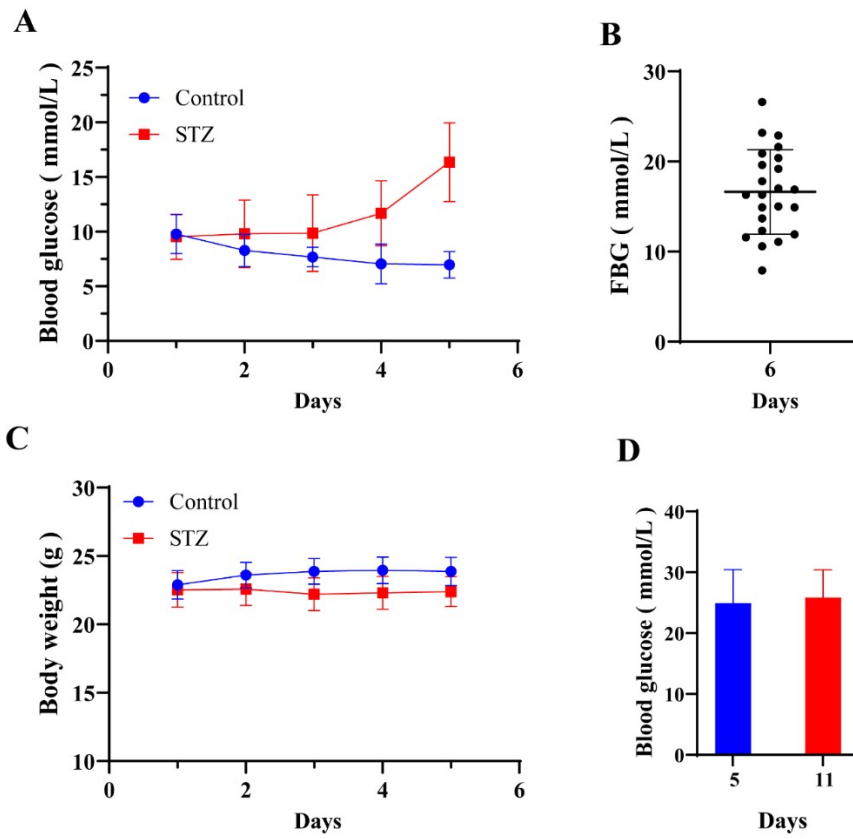 A
Blood glucose ( mmol/L )
25
20
15
10
5
0
Control
STZ
0
2
4
6
Days
B
FBG ( mmol/L )
30
20
10
0
6
Days
C
Body weight (g )
30
25
20
15
10
Control
STZ
0
2
4
6
Days
D
Blood glucose ( mmol/L )
40
30
20
10
0
5
11
Days